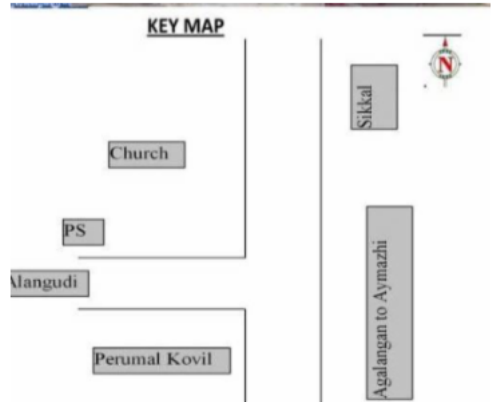 KEY MAP
N
Sikkal
Church
PS
Alangudi
Agalangan to Aymazhi
Perumal Kovil